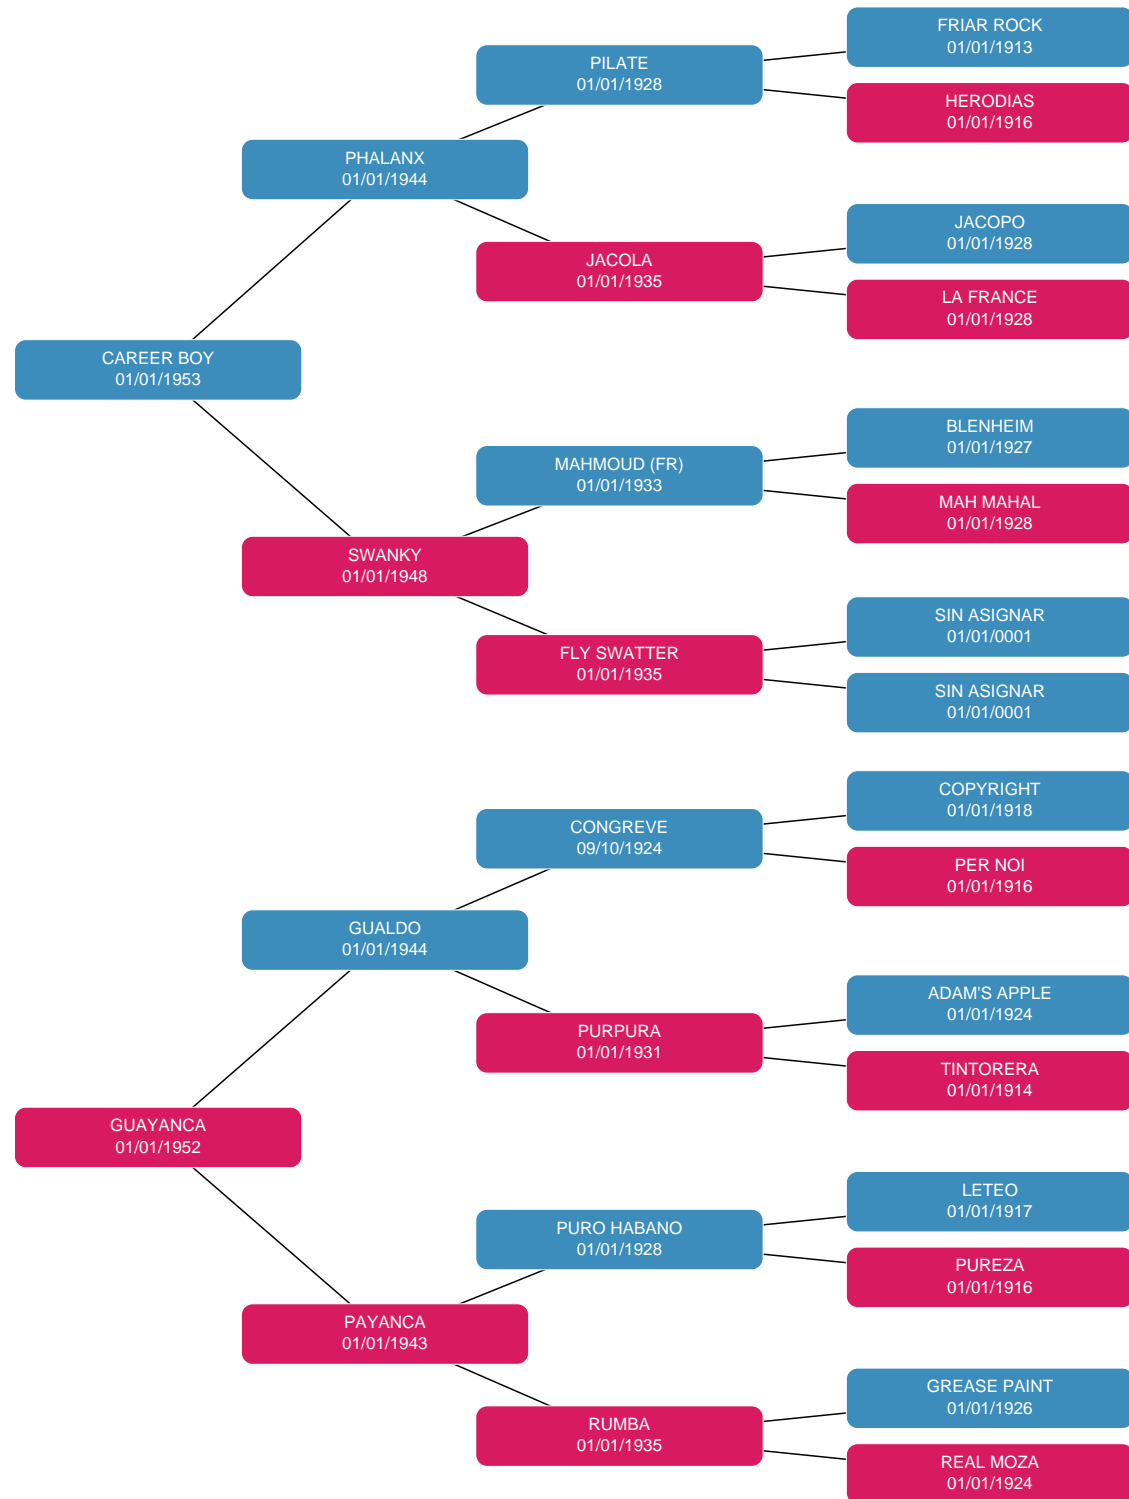 FRIAR ROCK
01/01/1913
PILATE
01/01/1928
HERODIAS
01/01/1916
PHALANX
01/01/1944
JACOPO
01/01/1928
JACOLA
01/01/1935
LA FRANCE
01/01/1928
CAREER BOY
01/01/1953
BLENHEIM
01/01/1927
MAHMOUD (FR)
01/01/1933
MAH MAHAL
01/01/1928
SWANKY
01/01/1948
SIN ASIGNAR
01/01/0001
FLY SWATTER
01/01/1935
SIN ASIGNAR
01/01/0001
COPYRIGHT
01/01/1918
CONGREVE
09/10/1924
PER NOI
01/01/1916
GUALDO
01/01/1944
ADAM'S APPLE
01/01/1924
PURPURA
01/01/1931
TINTORERA
01/01/1914
GUAYANCA
01/01/1952
LETEO
01/01/1917
PURO HABANO
01/01/1928
PUREZA
01/01/1916
PAYANCA
01/01/1943
GREASE PAINT
01/01/1926
RUMBA
01/01/1935
REAL MOZA
01/01/1924